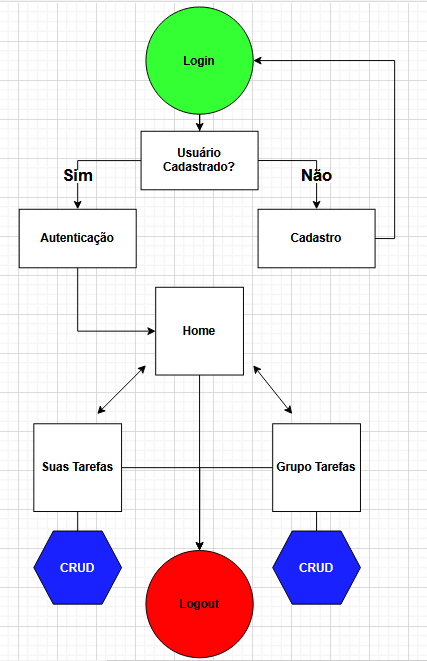 Login
Usuário
Cadastrado?
Sim
Não
Autenticação
Cadastro
Home
Suas Tarefas
Grupo Tarefas
CRUD
CRUD
Logout